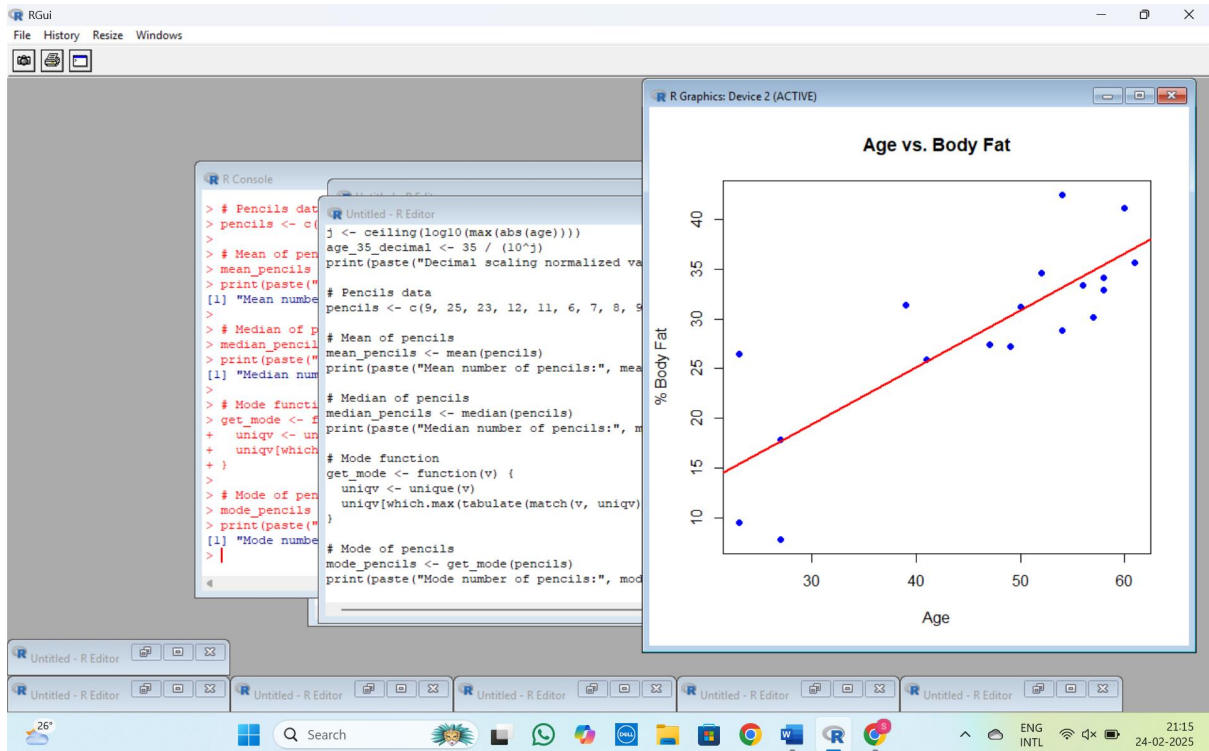 RGui
File History Resize Windows
R Console
> # Pencils dat
> pencils <- c(
>
> # Mean of pen
> mean_pencils
> print(paste("
[1] "Mean numbe
>
> # Median of p
> median_pencil
> print(paste("
[1] "Median num
>
> # Mode functi
> get_mode <- f
+ uniqv <- un
+ uniqv[which
+ }
>
> # Mode of pen
> mode_pencils
> print(paste("
[1] "Mode numbe
>
Untitled - R Editor
j <- ceiling(log10(max(abs(age))))
age_35_decimal <- 35 / (10^j)
print(paste("Decimal scaling normalized va
# Pencils data
pencils <- c(9, 25, 23, 12, 11, 6, 7, 8, 9
# Mean of pencils
mean_pencils <- mean(pencils)
print(paste("Mean number of pencils:", mea
# Median of pencils
median_pencils <- median(pencils)
print(paste("Median number of pencils:", m
# Mode function
get_mode <- function(v) {
uniqv <- unique(v)
uniqv[which.max(tabulate(match(v, uniqv)
}
# Mode of pencils
mode_pencils <- get_mode(pencils)
print(paste("Mode number of pencils:", mod
R Graphics: Device 2 (ACTIVE)
Age vs. Body Fat
% Body Fat
40
35
30
25
20
15
10
30 40 50 60
Age
Untitled - R Editor
Untitled - R Editor
Untitled - R Editor
Untitled - R Editor
Untitled - R Editor
Untitled - R Editor
26°
Search
DELL
ENG
INTL
21:15
24-02-2025